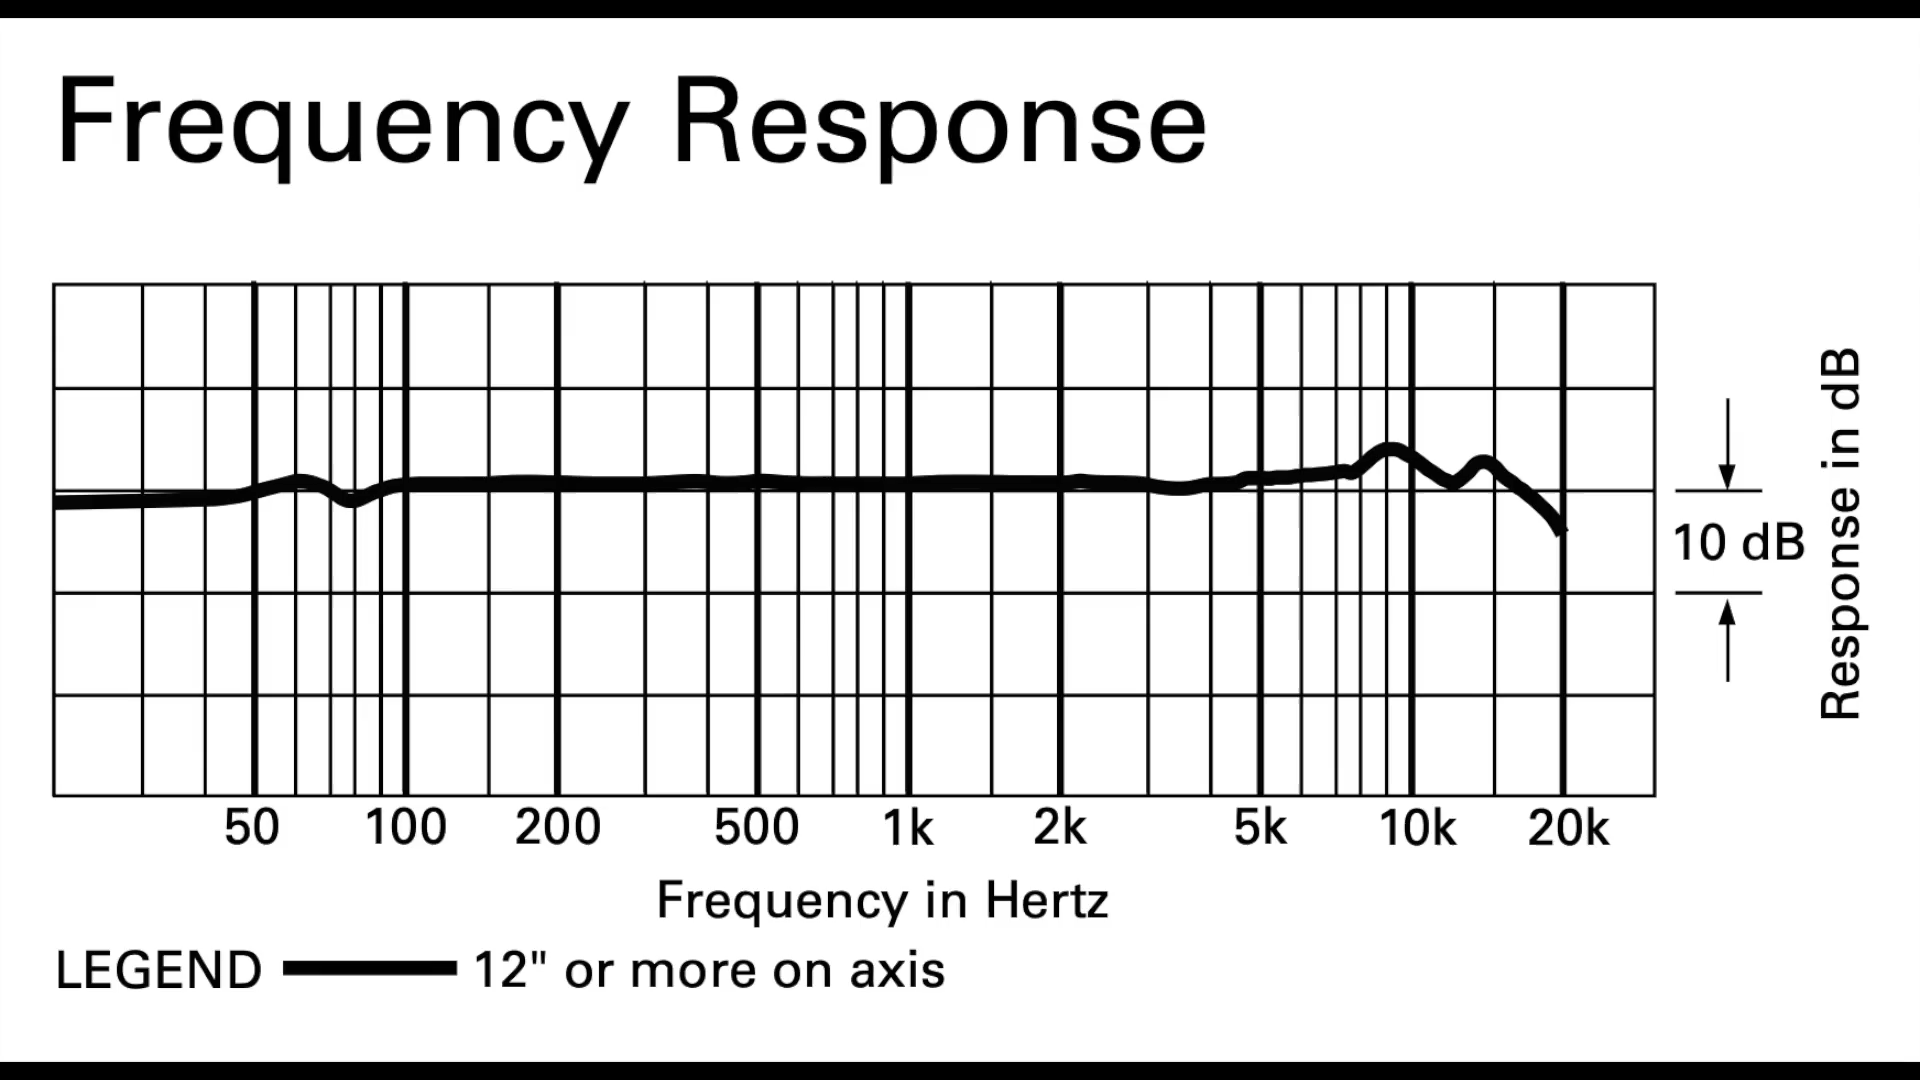 Frequency Response
10 dB
Response in dB
50 100 200 500 1k 2k 5k 10k 20k
Frequency in Hertz
LEGEND 12" or more on axis